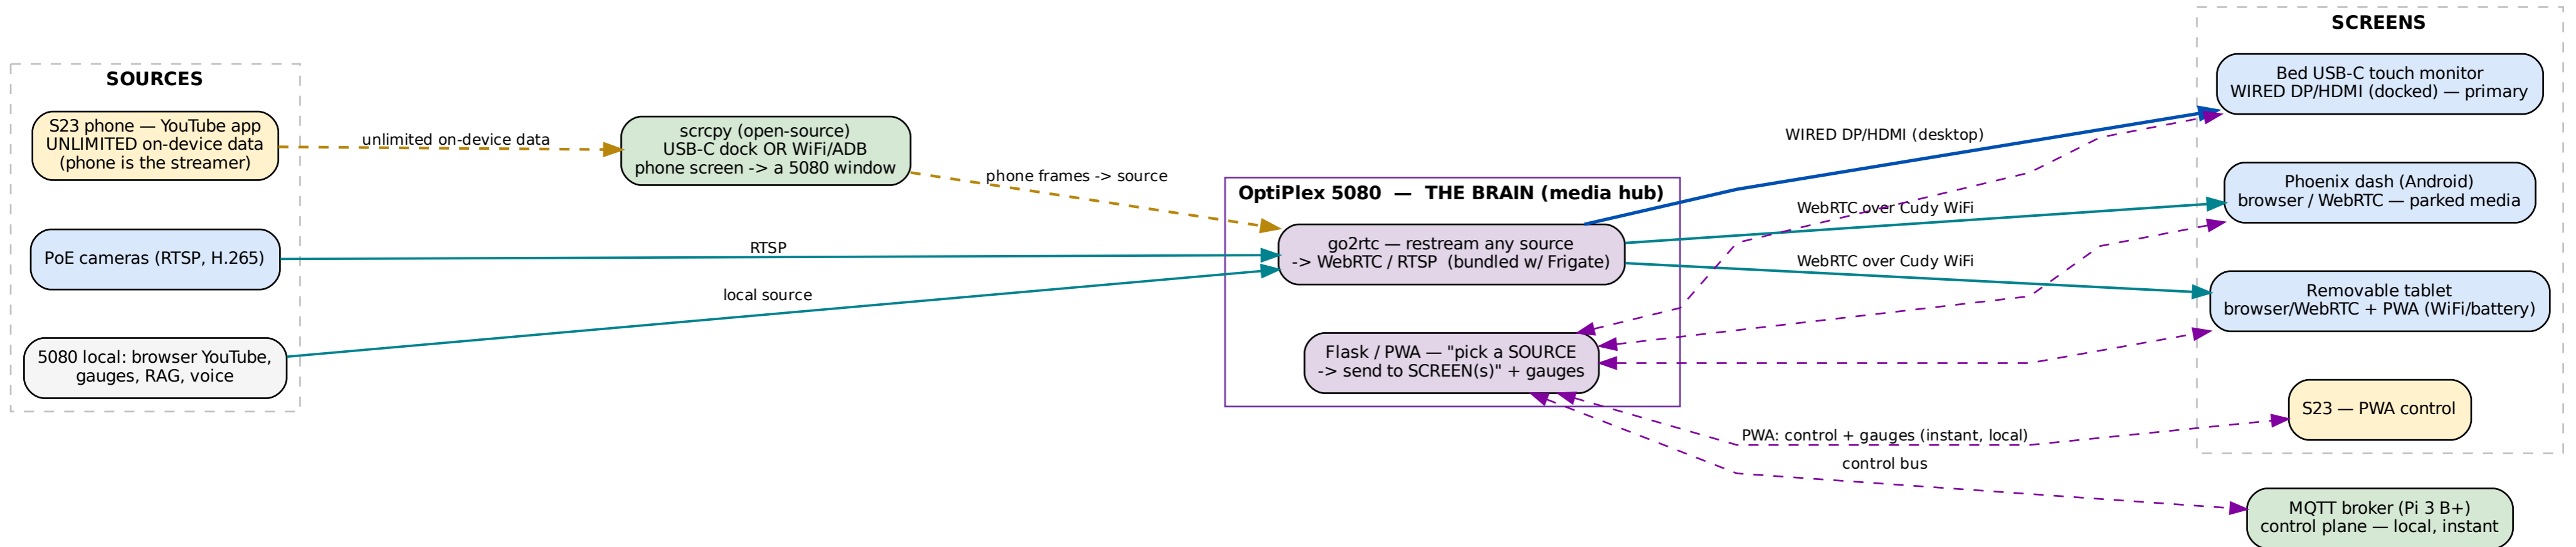 SOURCES
S23 phone — YouTube app
UNLIMITED on-device data
(phone is the streamer)
PoE cameras (RTSP, H.265)
5080 local: browser YouTube,
gauges, RAG, voice
unlimited on-device data
scrcpy (open-source)
USB-C dock OR WiFi/ADB
phone screen -> a 5080 window
phone frames -> source
RTSP
local source
OptiPlex 5080 — THE BRAIN (media hub)
go2rtc — restream any source
-> WebRTC / RTSP (bundled w/ Frigate)
Flask / PWA — "pick a SOURCE
-> send to SCREEN(s)" + gauges
WIRED DP/HDMI (desktop)
WebRTC over Cudy WiFi
WebRTC over Cudy WiFi
PWA: control + gauges (instant, local)
control bus
SCREENS
Bed USB-C touch monitor
WIRED DP/HDMI (docked) — primary
Phoenix dash (Android)
browser / WebRTC — parked media
Removable tablet
browser/WebRTC + PWA (WiFi/battery)
S23 — PWA control
MQTT broker (Pi 3 B+)
control plane — local, instant